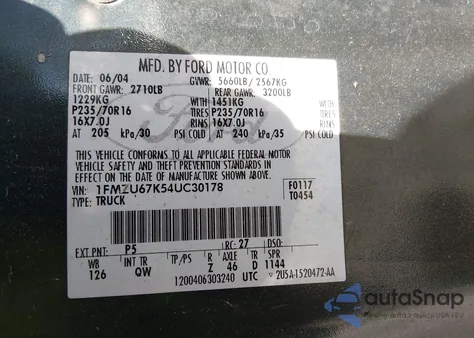 MFD. BY FORD MOTOR CO.
DATE: 06/04 GVWR: 5660LB / 2567KG
FRONT GAWR: 2710LB REAR GAWR: 3200LB
1229KG WITH 1451KG WITH
P235/70R16 TIRES P235/70R16 TIRES
16X7.0J RIMS 16X7.0J RIMS
AT 205 kPa/30 PSI COLD AT 240 kPa/35 PSI COLD
THIS VEHICLE CONFORMS TO ALL APPLICABLE FEDERAL MOTOR
VEHICLE SAFETY AND THEFT PREVENTION STANDARDS IN
EFFECT ON THE DATE OF MANUFACTURE SHOWN ABOVE.
VIN: 1FMZU67K54UC30178 F0117
TYPE: TRUCK T0454
EXT PNT: P5 RC: 27 DSO:
WB INT TR TP/PS R AXLE TR SPR
126 QW Z 46 D 1144
1200406303240 UTC 2U5A-1520472-AA
Ford
autoSnap